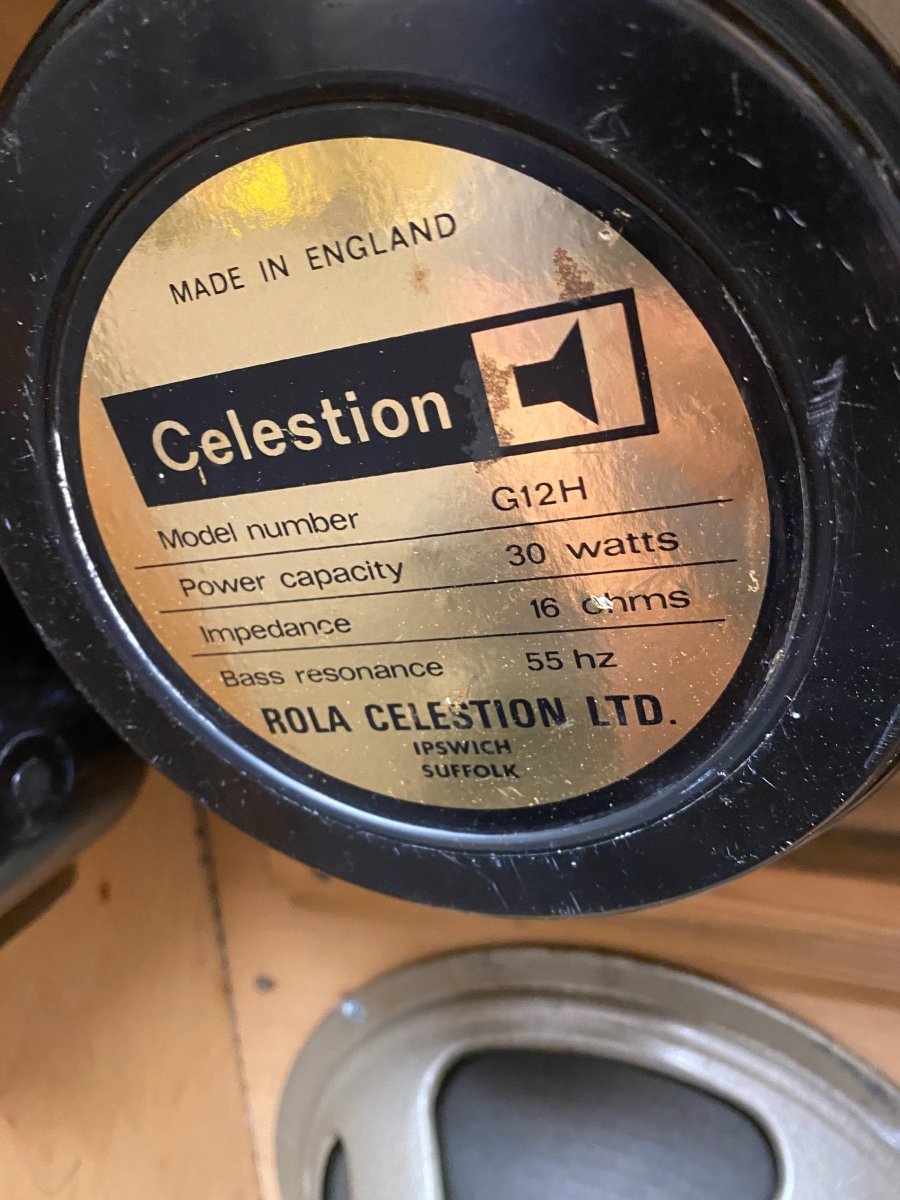 MADE IN ENGLAND
Celestion
Model number G12H
Power capacity 30 watts
Impedance 16 ohms
Bass resonance 55 hz
ROLA CELESTION LTD.
IPSWICH
SUFFOLK